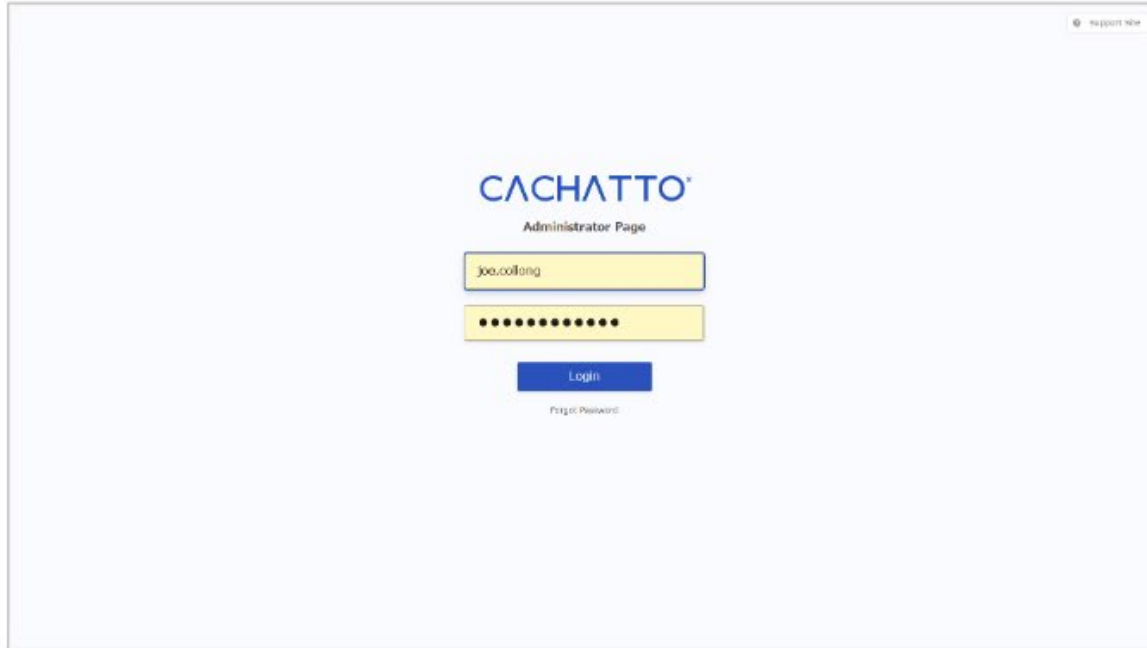 Support Site
CACHATTO
Administrator Page
joe.collong
●●●●●●●●●●●●
Login
Forgot Password